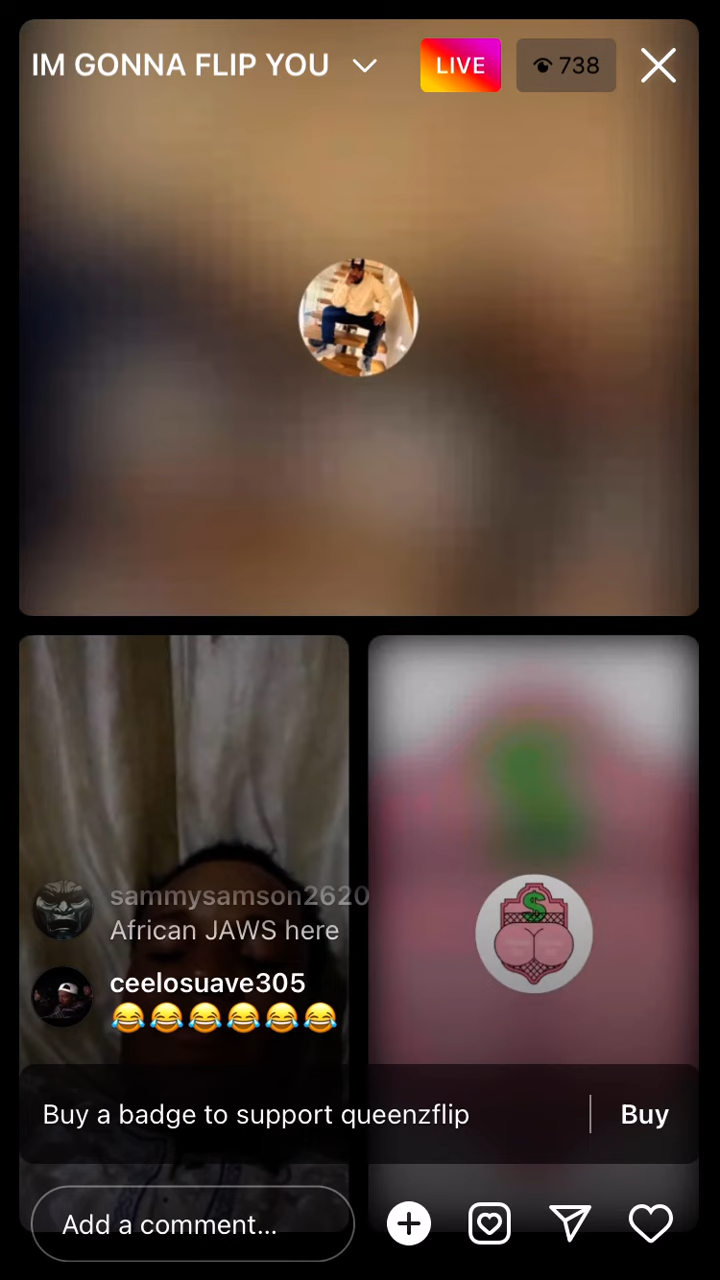 IM GONNA FLIP YOU
LIVE
738
sammysamson2620
African JAWS here
ceelosuave305
😂😂😂😂😂😂
Buy a badge to support queenzflip
Buy
Add a comment...
$